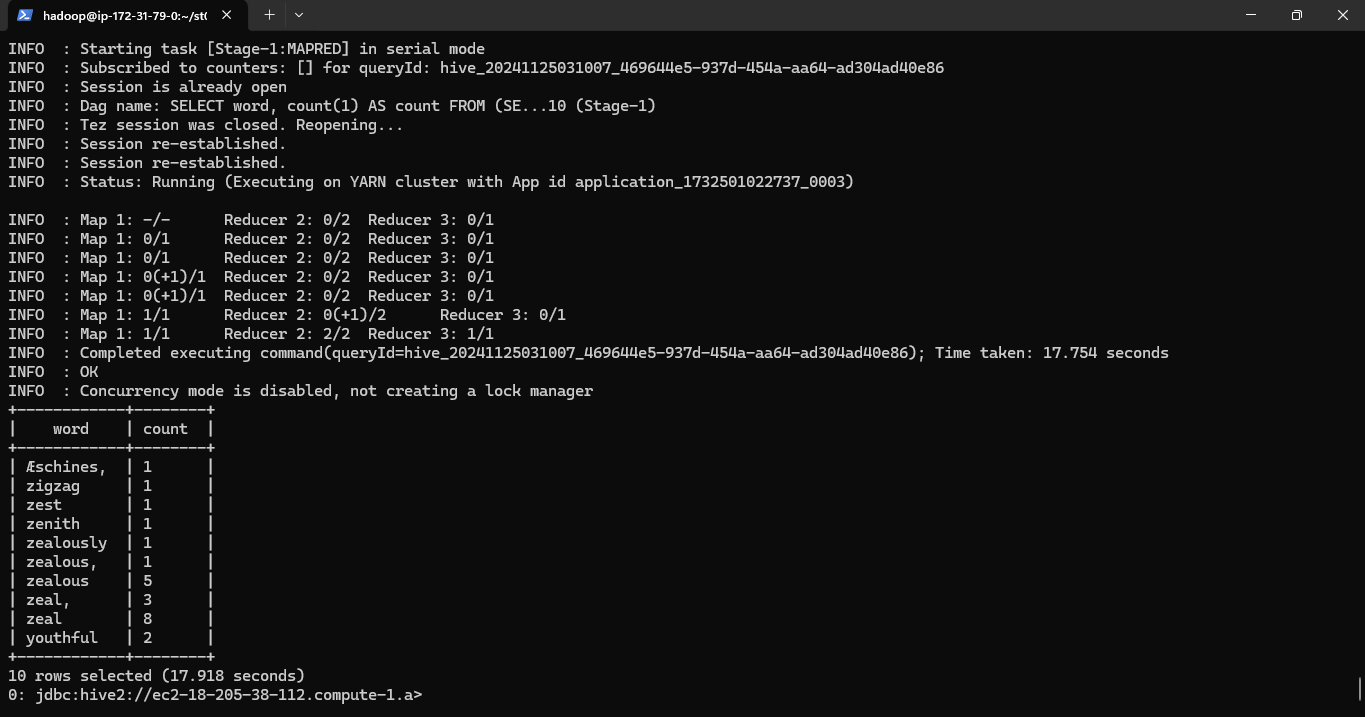 hadoop@ip-172-31-79-0:~/st(
INFO  : Starting task [Stage-1:MAPRED] in serial mode
INFO  : Subscribed to counters: [] for queryId: hive_20241125031007_469644e5-937d-454a-aa64-ad304ad40e86
INFO  : Session is already open
INFO  : Dag name: SELECT word, count(1) AS count FROM (SE...10 (Stage-1)
INFO  : Tez session was closed. Reopening...
INFO  : Session re-established.
INFO  : Session re-established.
INFO  : Status: Running (Executing on YARN cluster with App id application_1732501022737_0003)
INFO  : Map 1: -/-      Reducer 2: 0/2  Reducer 3: 0/1
INFO  : Map 1: 0/1      Reducer 2: 0/2  Reducer 3: 0/1
INFO  : Map 1: 0/1      Reducer 2: 0/2  Reducer 3: 0/1
INFO  : Map 1: 0(+1)/1  Reducer 2: 0/2  Reducer 3: 0/1
INFO  : Map 1: 0(+1)/1  Reducer 2: 0/2  Reducer 3: 0/1
INFO  : Map 1: 1/1      Reducer 2: 0(+1)/2      Reducer 3: 0/1
INFO  : Map 1: 1/1      Reducer 2: 2/2  Reducer 3: 1/1
INFO  : Completed executing command(queryId=hive_20241125031007_469644e5-937d-454a-aa64-ad304ad40e86); Time taken: 17.754 seconds
INFO  : OK
INFO  : Concurrency mode is disabled, not creating a lock manager
+------------+--------+
|    word    | count  |
+------------+--------+
| Æschines,  | 1      |
| zigzag     | 1      |
| zest       | 1      |
| zenith     | 1      |
| zealously  | 1      |
| zealous,   | 1      |
| zealous    | 5      |
| zeal,      | 3      |
| zeal       | 8      |
| youthful   | 2      |
+------------+--------+
10 rows selected (17.918 seconds)
0: jdbc:hive2://ec2-18-205-38-112.compute-1.a>